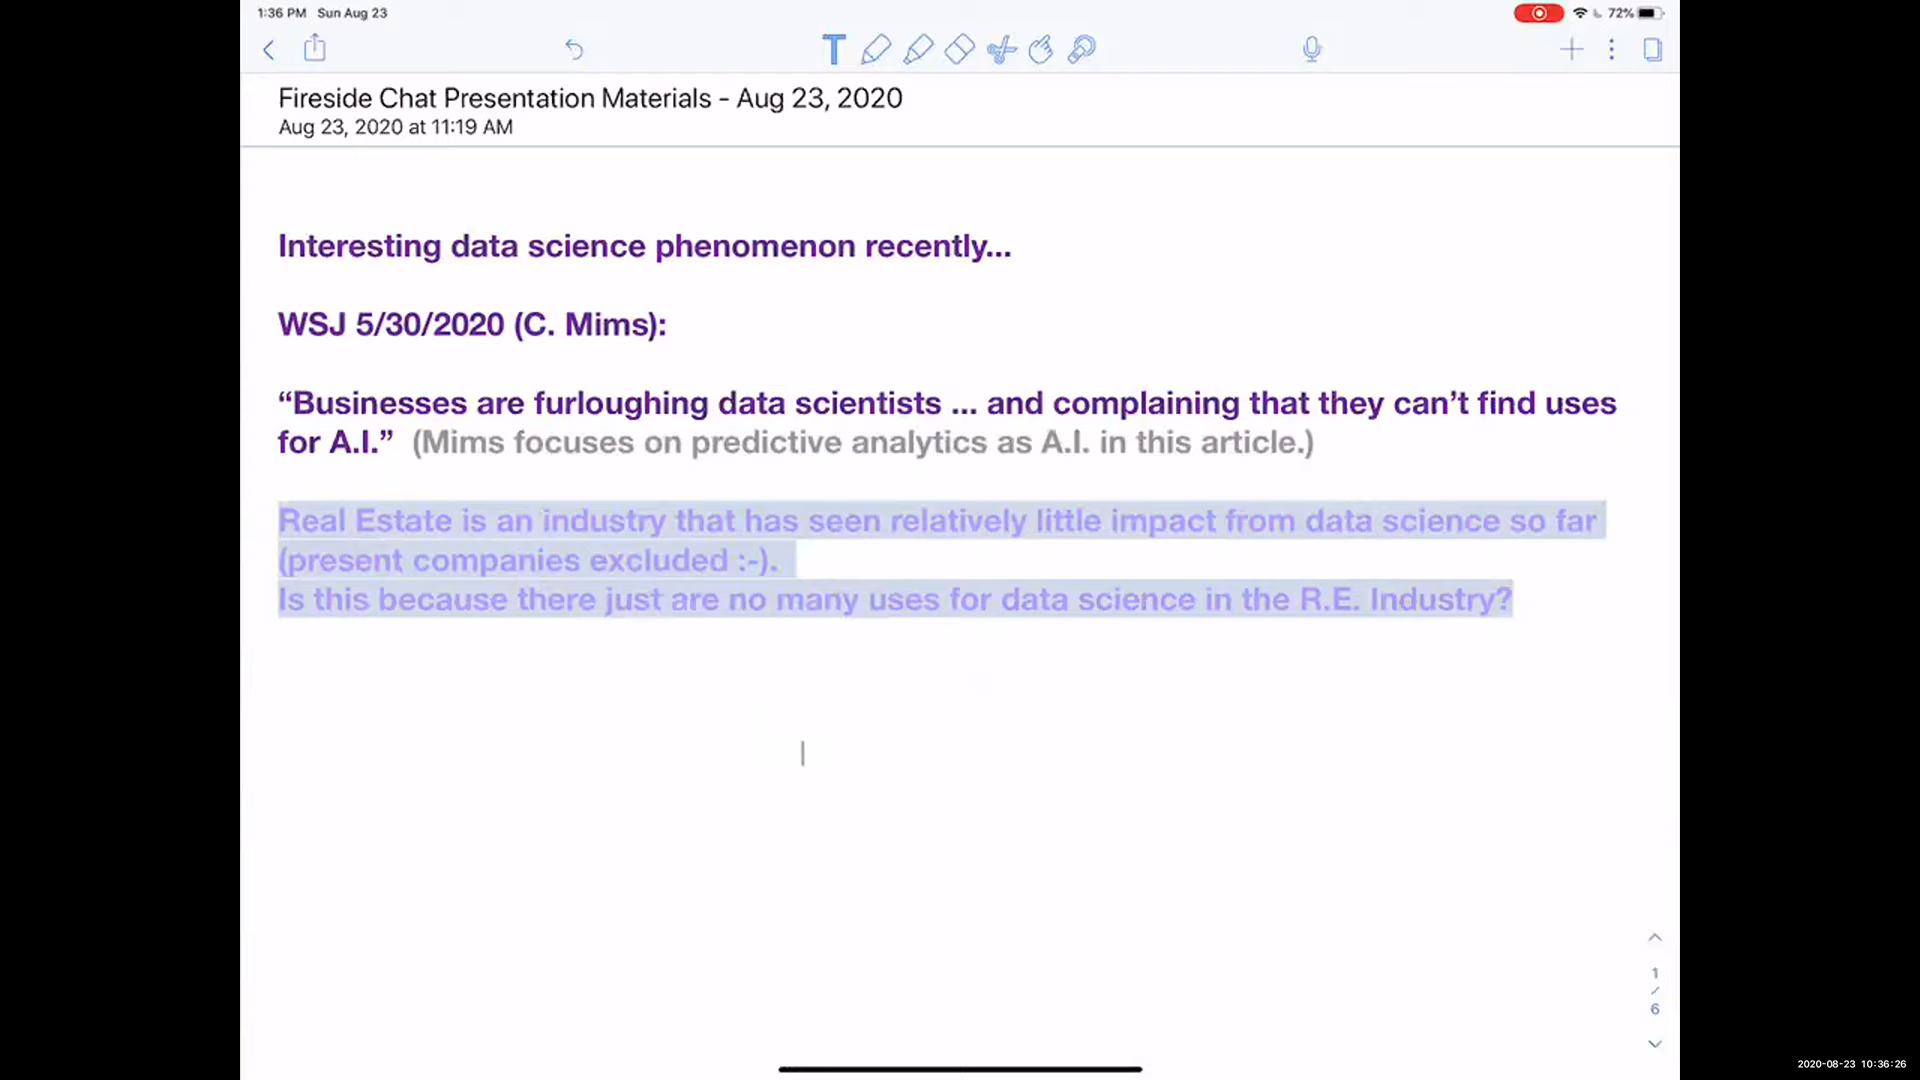 1:36 PM Sun Aug 23
72%
T
Fireside Chat Presentation Materials - Aug 23, 2020
Aug 23, 2020 at 11:19 AM
Interesting data science phenomenon recently...
WSJ 5/30/2020 (C. Mims):
“Businesses are furloughing data scientists ... and complaining that they can’t find uses
for A.I.” (Mims focuses on predictive analytics as A.I. in this article.)
Real Estate is an industry that has seen relatively little impact from data science so far
(present companies excluded :-).
Is this because there just are no many uses for data science in the R.E. Industry?
1
/
6
2020-08-23 10:36:26